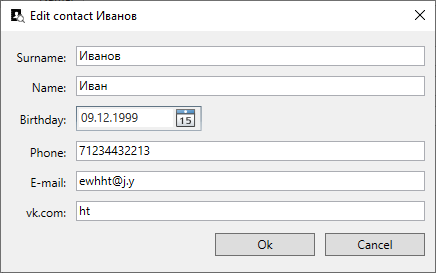 Edit contact Иванов
Surname: Иванов
Name: Иван
Birthday: 09.12.1999 15
Phone: 71234432213
E-mail: ewhht@j.y
vk.com: ht
Ok Cancel